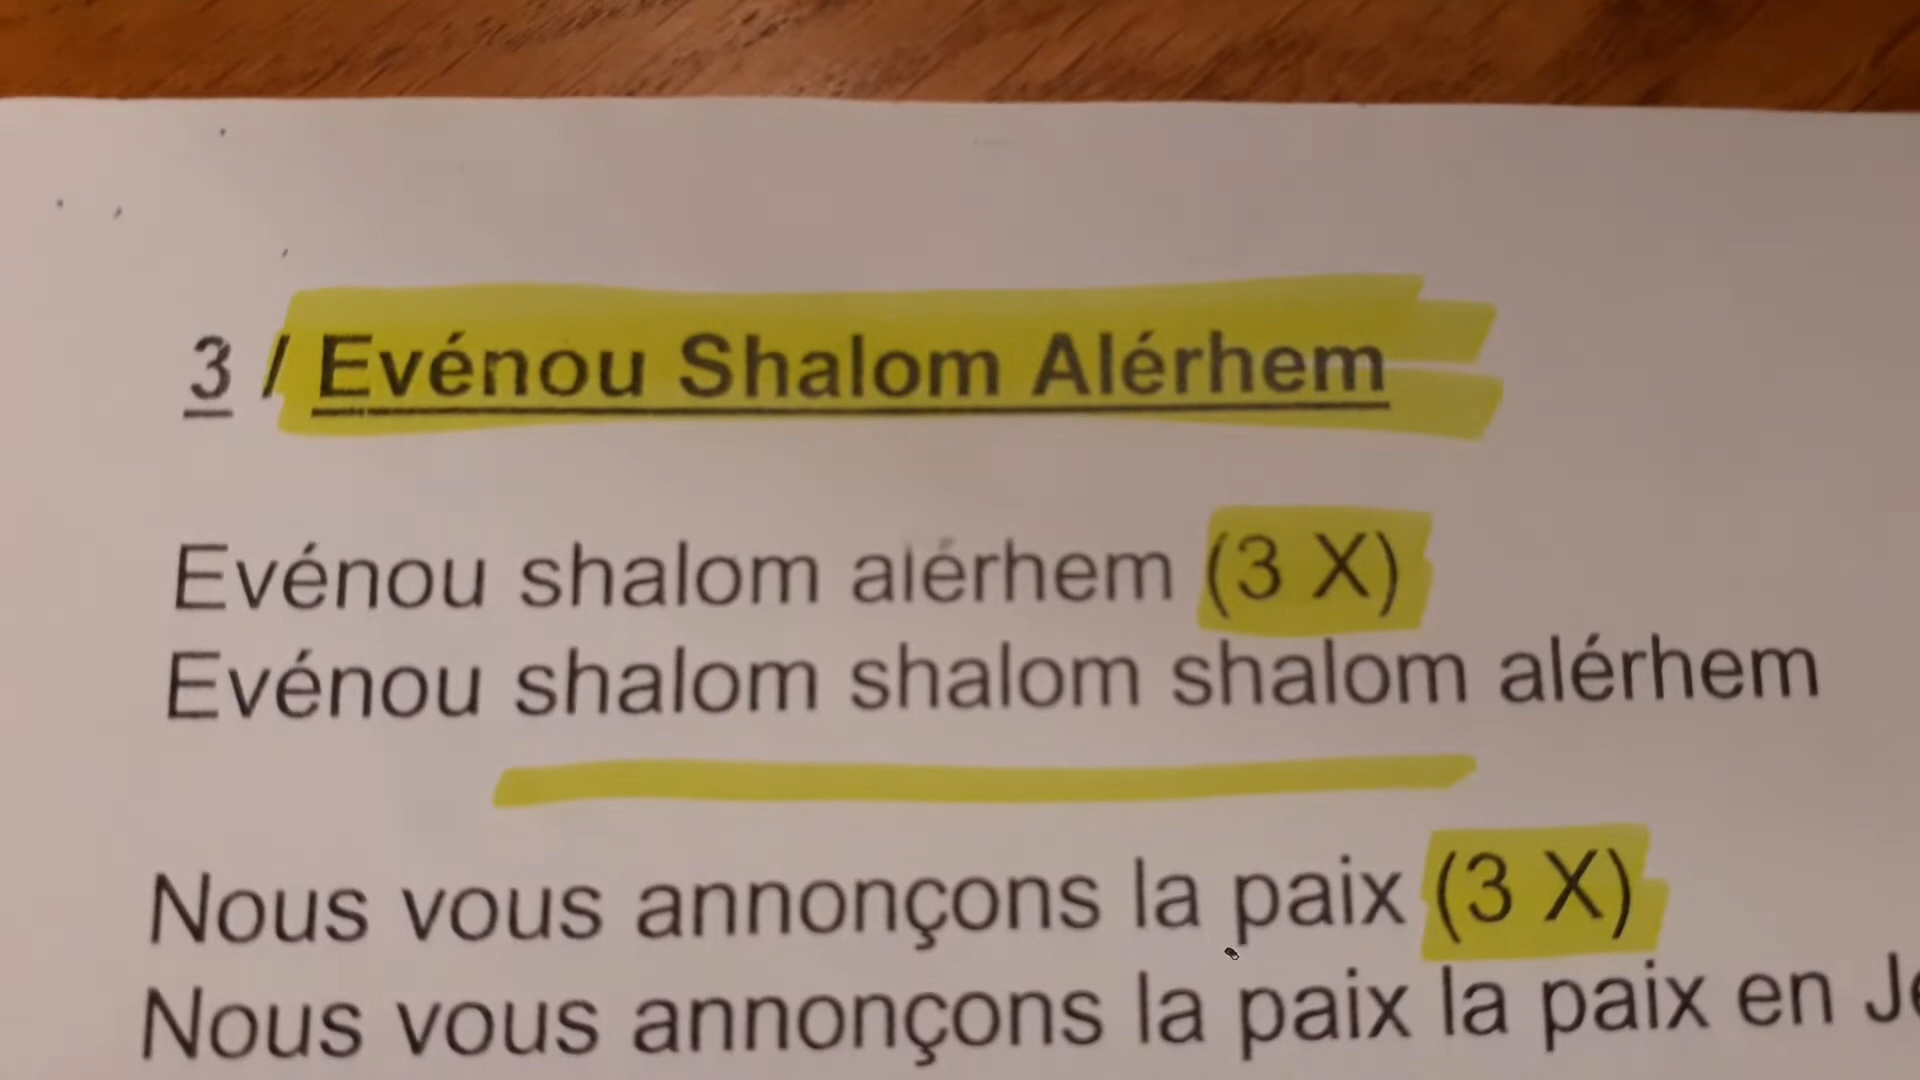 3 / Evénou Shalom Alérhem
Evénou shalom alérhem (3 X)
Evénou shalom shalom shalom alérhem
Nous vous annonçons la paix (3 X)
Nous vous annonçons la paix la paix en